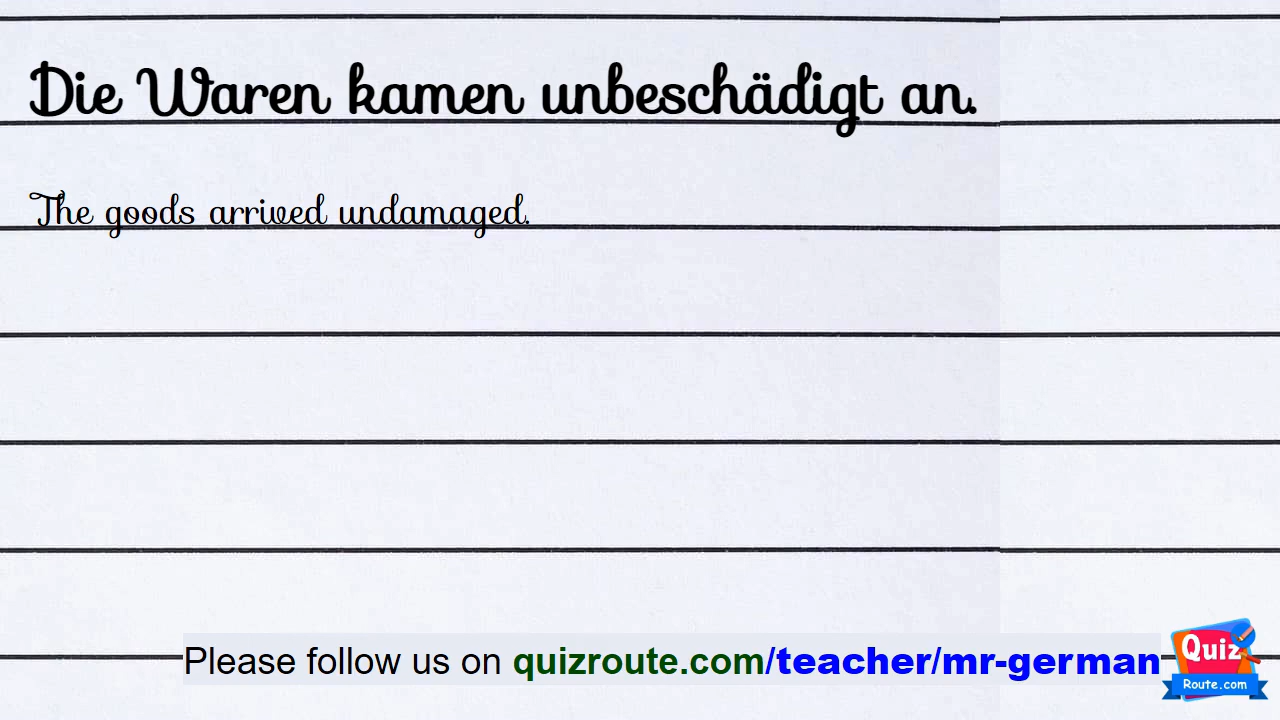 Die Waren kamen unbeschädigt an.
The goods arrived undamaged.
Please follow us on quizroute.com/teacher/mr-german
Quiz
Route.com